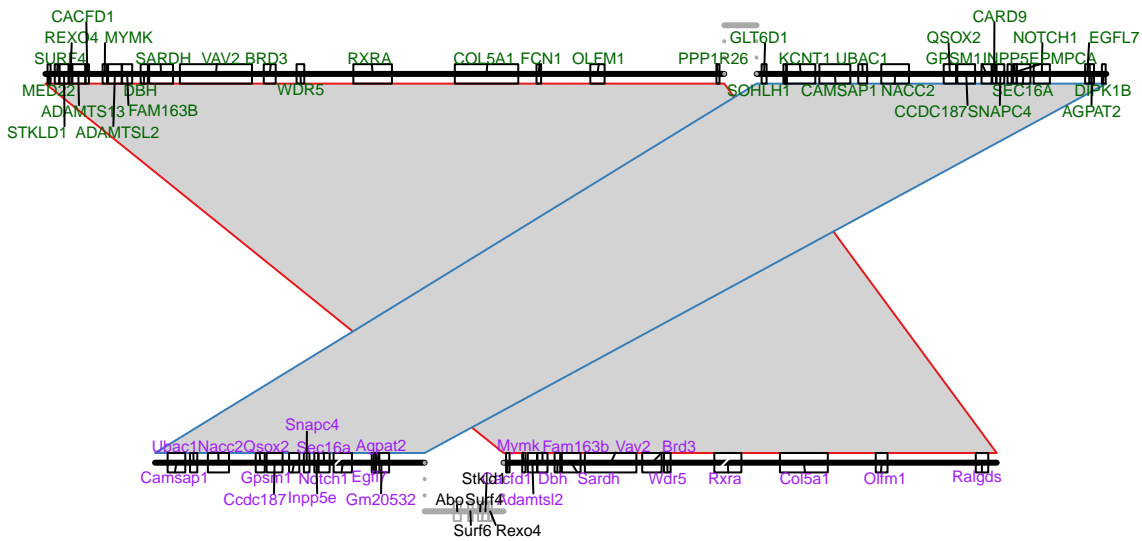 CACFD1 CARD9
REXO4 MYMK GLT6D1 QSOX2 NOTCH1 EGFL7
SURF4 SARDH VAV2 BRD3 RXRA COL5A1 FCN1 OLFM1 PPP1R26 KCNT1 UBAC1 GPSM1 INPP5E PMPCA
MED22 DBH WDR5 SOHLH1 CAMSAP1 NACC2 SEC16A DIPK1B
ADAMTS13 FAM163B CCDC187 SNAPC4 AGPAT2
STKLD1 ADAMTSL2
Snapc4
Ubac1 Nacc2 Qsox2 Sec16a Agpat2 Mymk Fam163b Vav2 Brd3
Camsap1 Gpsm1 Notch1 Egfl7 Stkld1 Cacfd1 Dbh Sardh Wdr5 Rxra Col5a1 Olfm1 Ralgds
Ccdc187 Inpp5e Gm20532 Abo Surf4 Adamtsl2
Surf6 Rexo4